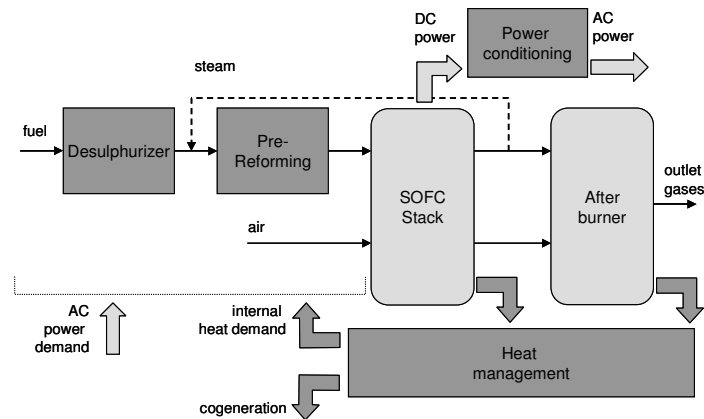 DC
power
Power
conditioning
AC
power
steam
fuel
Desulphurizer
Pre-
Reforming
SOFC
Stack
After
burner
outlet
gases
air
AC
power
demand
internal
heat demand
Heat
management
cogeneration